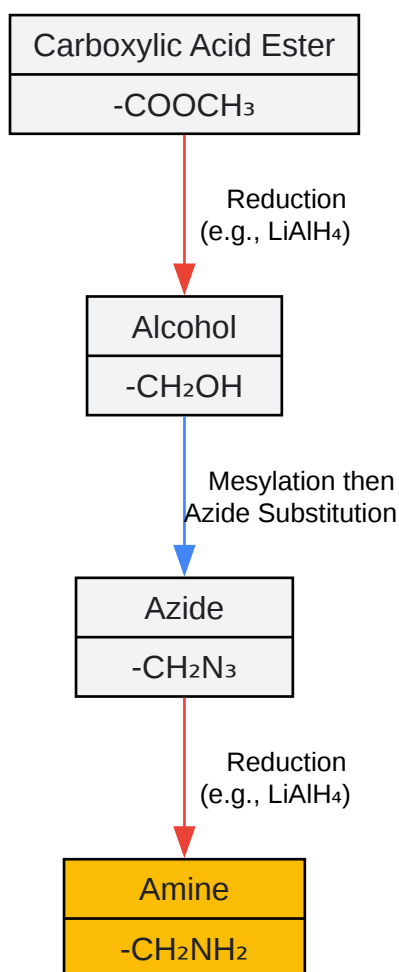 Carboxylic Acid Ester
-COOCH₃
Reduction
(e.g., LiAlH₄)
Alcohol
-CH₂OH
Mesylation then
Azide Substitution
Azide
-CH₂N₃
Reduction
(e.g., LiAlH₄)
Amine
-CH₂NH₂